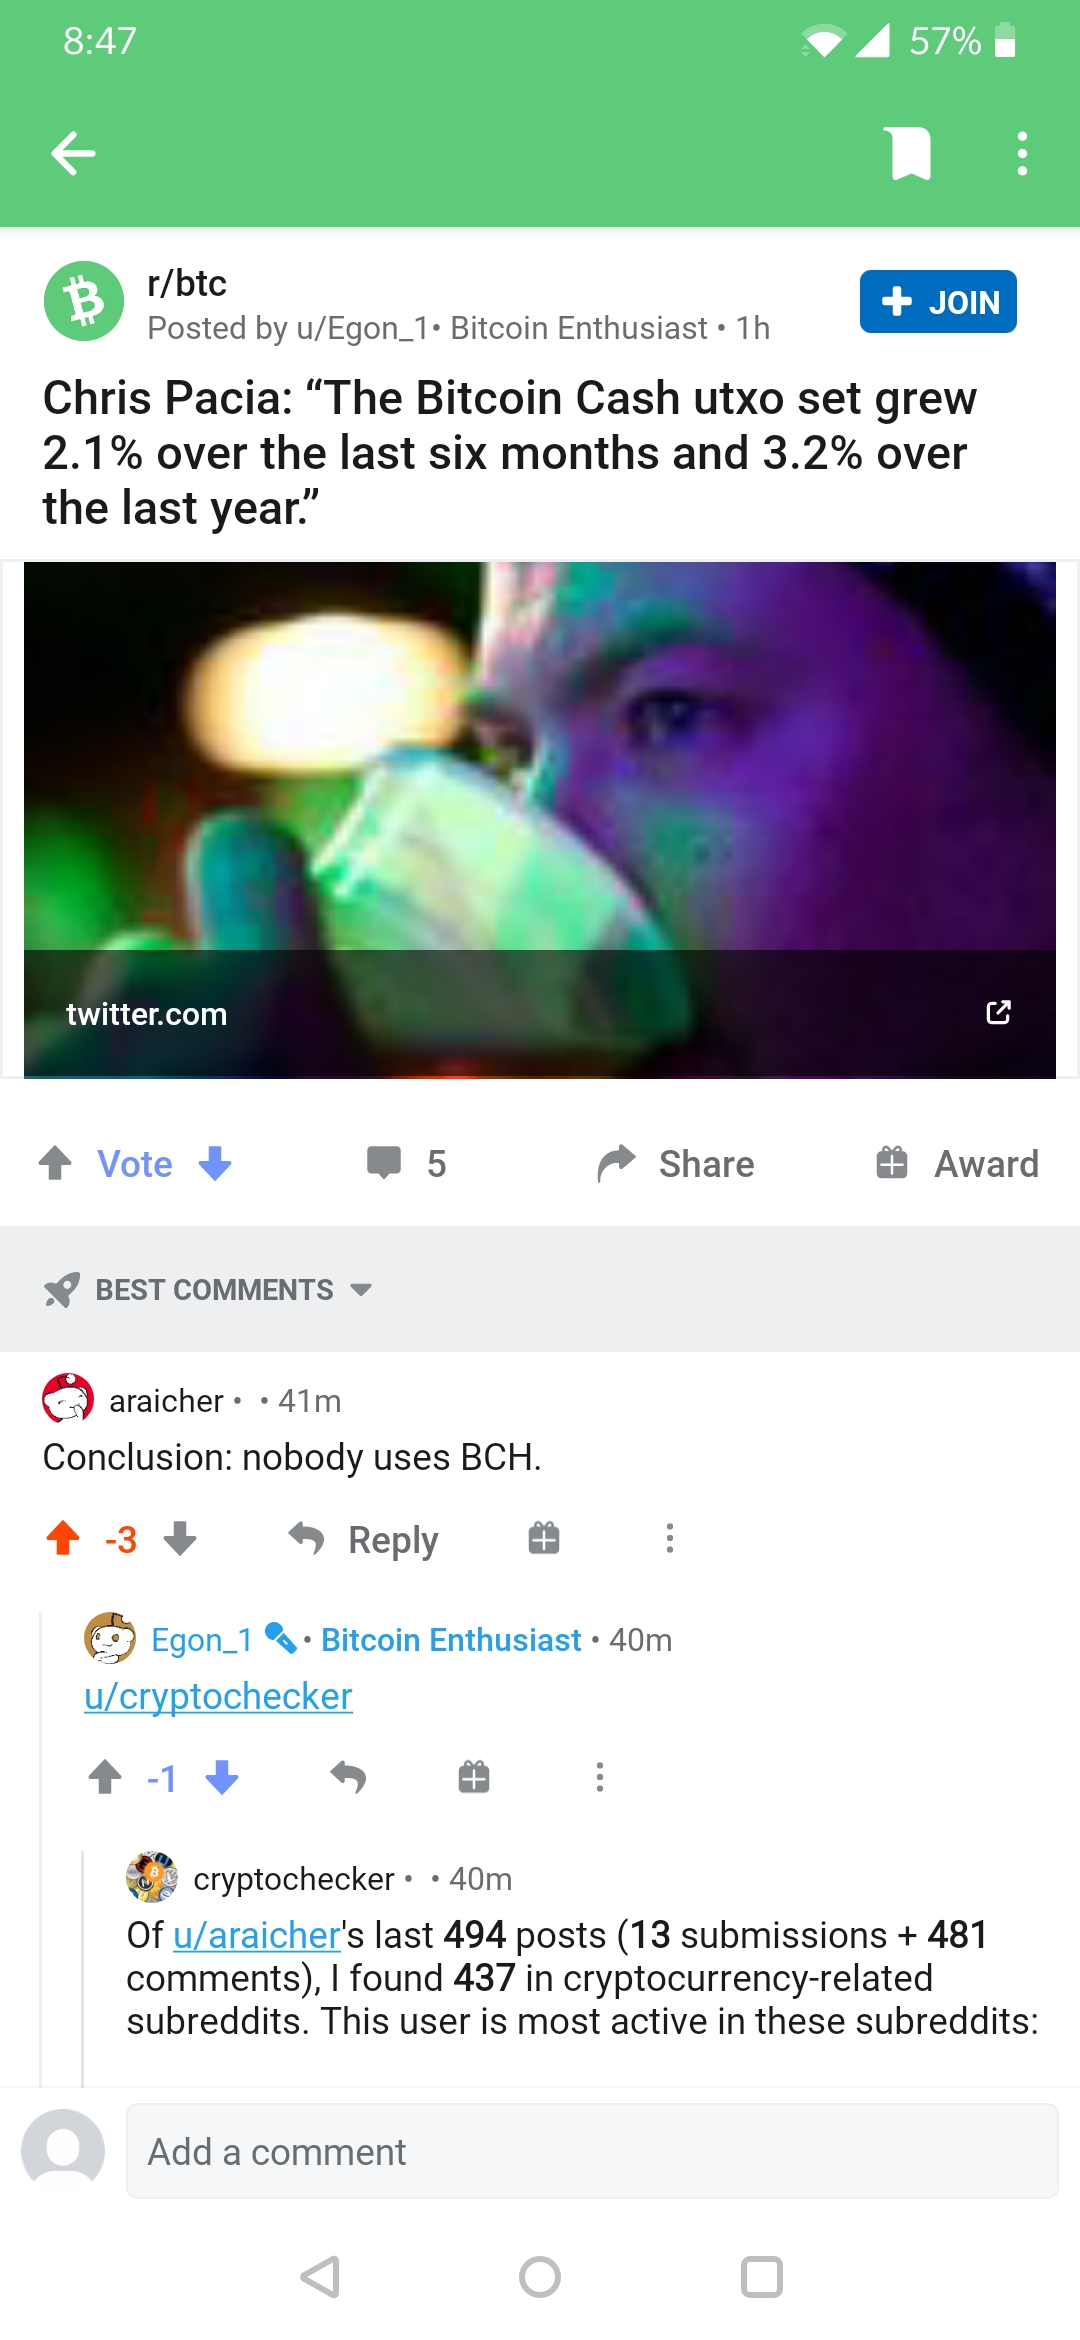 8:47
57%
r/btc
Posted by u/Egon_1• Bitcoin Enthusiast • 1h
JOIN
Chris Pacia: “The Bitcoin Cash utxo set grew
2.1% over the last six months and 3.2% over
the last year.”
twitter.com
Vote
5
Share
Award
BEST COMMENTS
araicher • • 41m
Conclusion: nobody uses BCH.
-3
Reply
Egon_1 • Bitcoin Enthusiast • 40m
u/cryptochecker
-1
cryptochecker • • 40m
Of u/araicher's last 494 posts (13 submissions + 481
comments), I found 437 in cryptocurrency-related
subreddits. This user is most active in these subreddits:
Add a comment